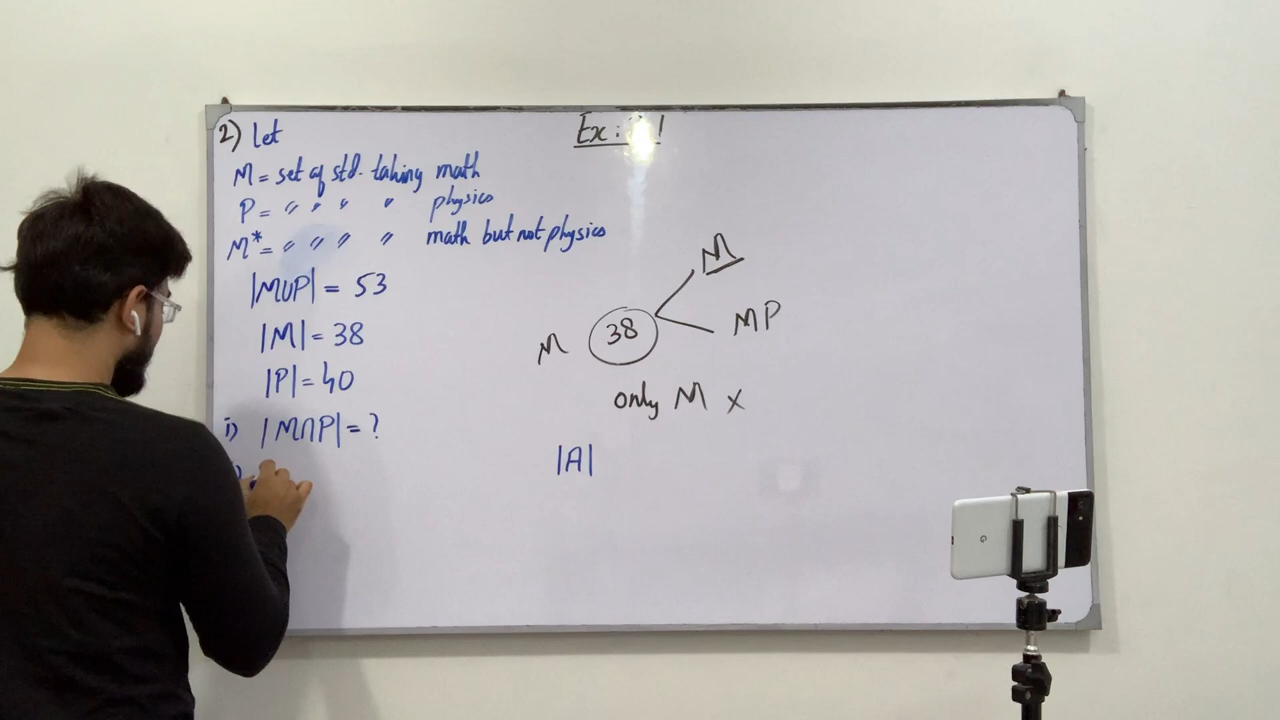 2) Let
Ex: !
M = set of std. taking math
P = " " " " physics
M* = " " " " math but not physics
|M∪P| = 53
|M| = 38
|P| = 40
i) |M∩P| = ?
M
MP
M 38
only M ×
|A|
G